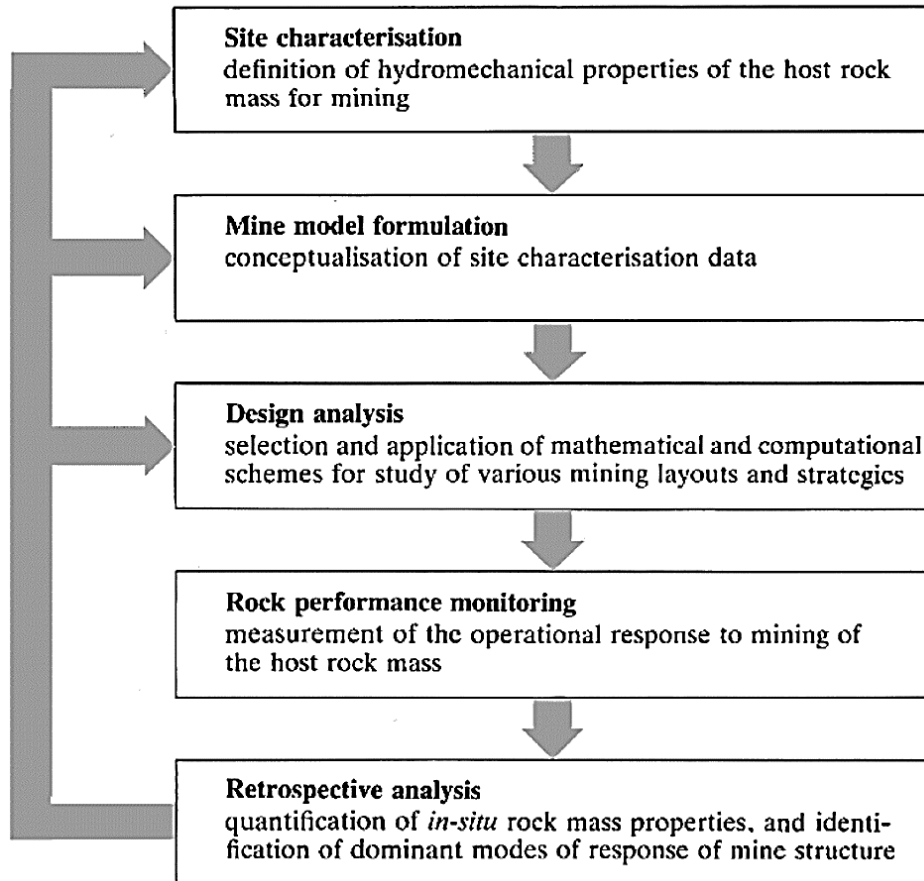 Site characterisation
definition of hydromechanical properties of the host rock
mass for mining
Mine model formulation
conceptualisation of site characterisation data
Design analysis
selection and application of mathematical and computational
schemes for study of various mining layouts and strategies
Rock performance monitoring
measurement of the operational response to mining of
the host rock mass
Retrospective analysis
quantification of in-situ rock mass properties, and identi-
fication of dominant modes of response of mine structure